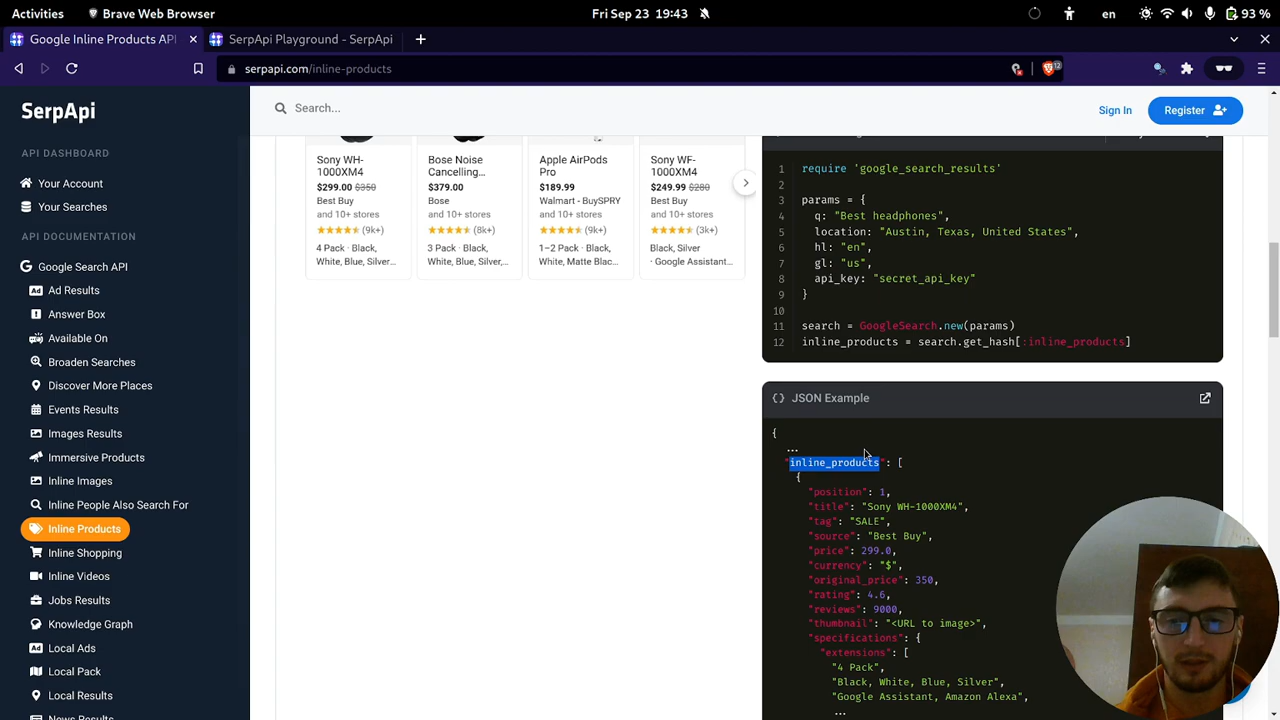 Activities Brave Web Browser Fri Sep 23 19:43 en 93 %
Google Inline Products API SerpApi Playground - SerpApi
serpapi.com/inline-products 12
SerpApi
API DASHBOARD
Your Account
Your Searches
API DOCUMENTATION
Google Search API
Ad Results
Answer Box
Available On
Broaden Searches
Discover More Places
Events Results
Images Results
Immersive Products
Inline Images
Inline People Also Search For
Inline Products
Inline Shopping
Inline Videos
Jobs Results
Knowledge Graph
Local Ads
Local Pack
Local Results
News Results
Search... Sign In Register
Sony WH-
1000XM4
$299.00 $350
Best Buy
and 10+ stores
(9k+)
4 Pack · Black,
White, Blue, Silver...
Bose Noise
Cancelling...
$379.00
Bose
and 10+ stores
(8k+)
3 Pack · Black,
White, Blue, Silver,...
Apple AirPods
Pro
$189.99
Walmart - BuySPRY
and 10+ stores
(9k+)
1–2 Pack · Black,
White, Matte Blac...
Sony WF-
1000XM4
$249.99 $280
Best Buy
and 10+ stores
(3k+)
Black, Silver
· Google Assistant...
1 require 'google_search_results'
2
3 params = {
4 q: "Best headphones",
5 location: "Austin, Texas, United States",
6 hl: "en",
7 gl: "us",
8 api_key: "secret_api_key"
9 }
10
11 search = GoogleSearch.new(params)
12 inline_products = search.get_hash[:inline_products]
{} JSON Example
{
...
"inline_products": [
{
"position": 1,
"title": "Sony WH-1000XM4",
"tag": "SALE",
"source": "Best Buy",
"price": 299.0,
"currency": "$",
"original_price": 350,
"rating": 4.6,
"reviews": 9000,
"thumbnail": "<URL to image>",
"specifications": {
"extensions": [
"4 Pack",
"Black, White, Blue, Silver",
"Google Assistant, Amazon Alexa",
...